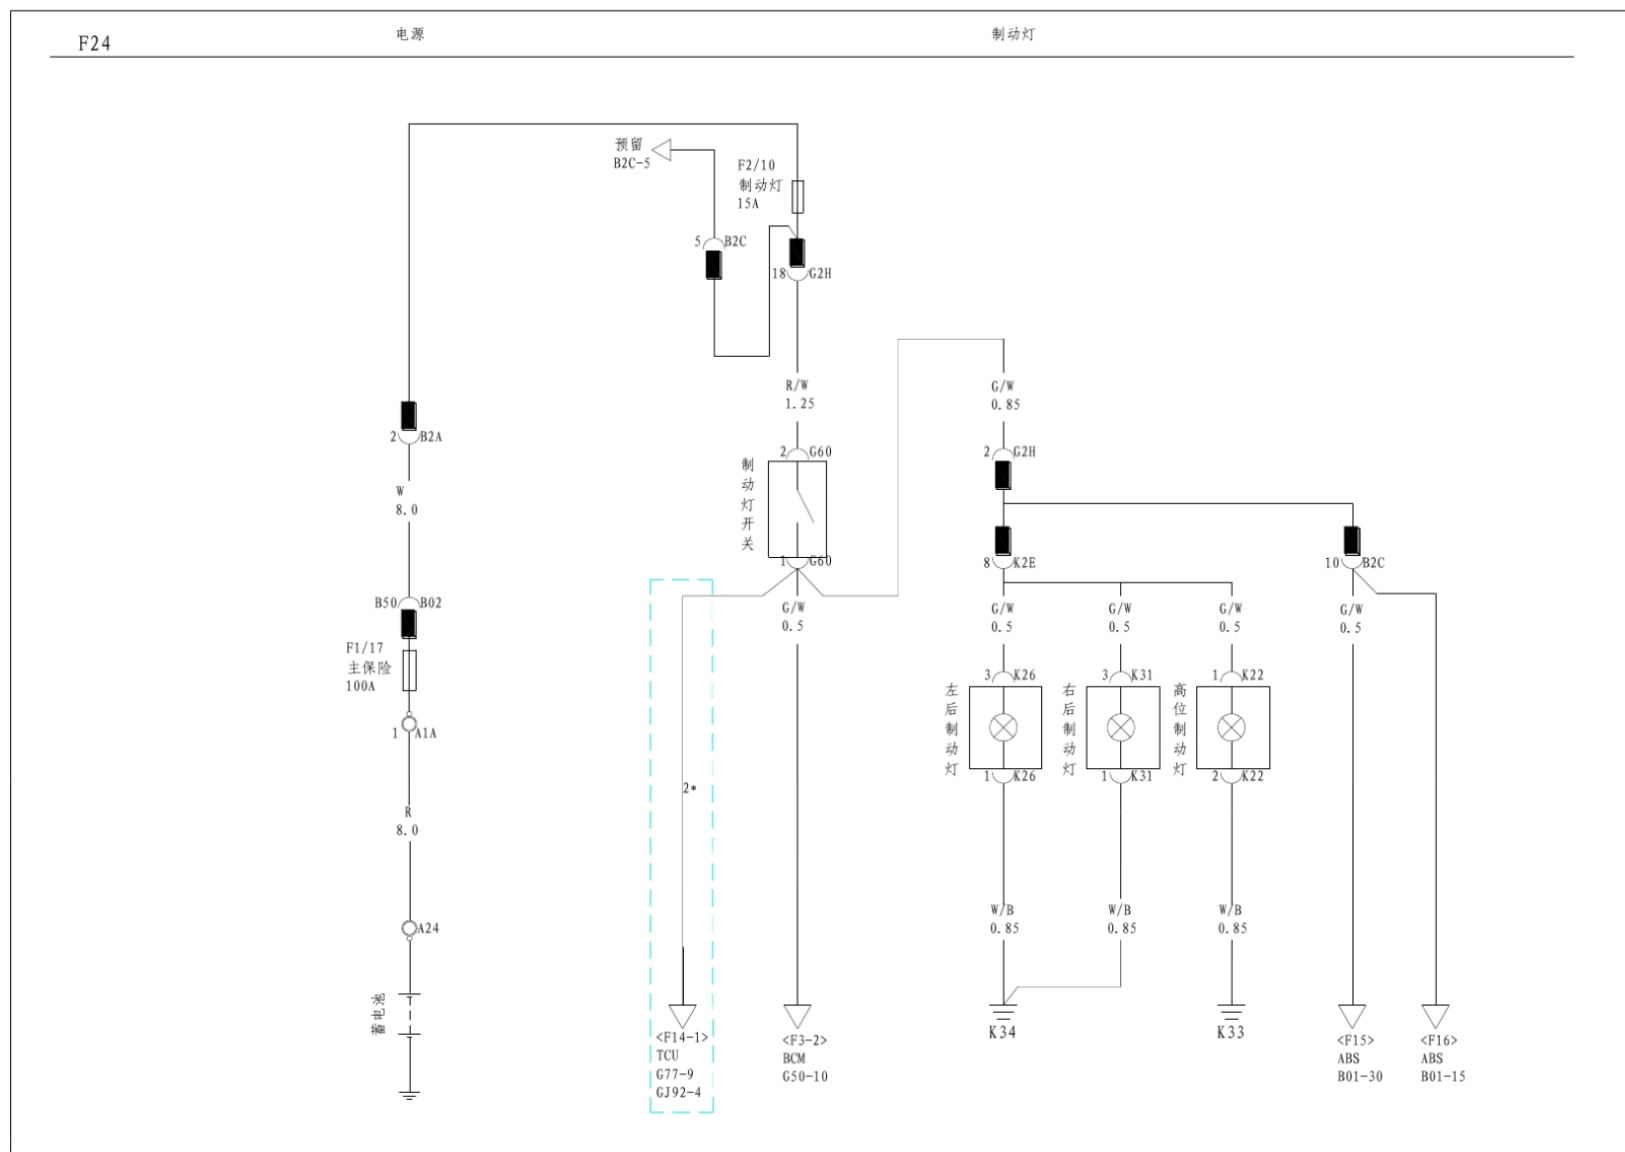 F24
电源
制动灯
预留
B2C-5
F2/10
制动灯
15A
5 B2C
18 G2H
R/W
1.25
G/W
0.85
2 B2A
2 G60
2 G2H
制动灯开关
W
8.0
1 G60
8 K2E
10 B2C
B50 B02
G/W
0.5
G/W
0.5
G/W
0.5
G/W
0.5
G/W
0.5
F1/17
主保险
100A
3 K26
3 K31
1 K22
左后制动灯
右后制动灯
高位制动灯
1 A1A
1 K26
1 K31
2 K22
2*
R
8.0
W/B
0.85
W/B
0.85
W/B
0.85
A24
蓄电池
K34
K33
<F14-1>
TCU
G77-9
GJ92-4
<F3-2>
BCM
G50-10
<F15>
ABS
B01-30
<F16>
ABS
B01-15